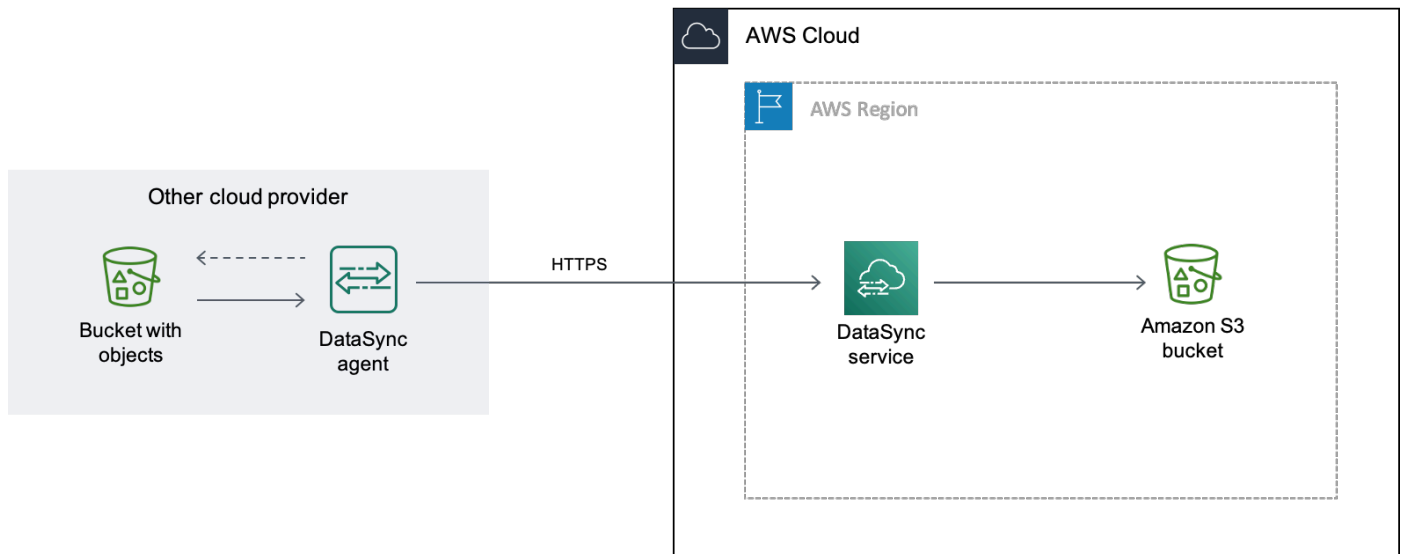 AWS Cloud
AWS Region
Other cloud provider
HTTPS
Bucket with
objects
DataSync
agent
DataSync
service
Amazon S3
bucket